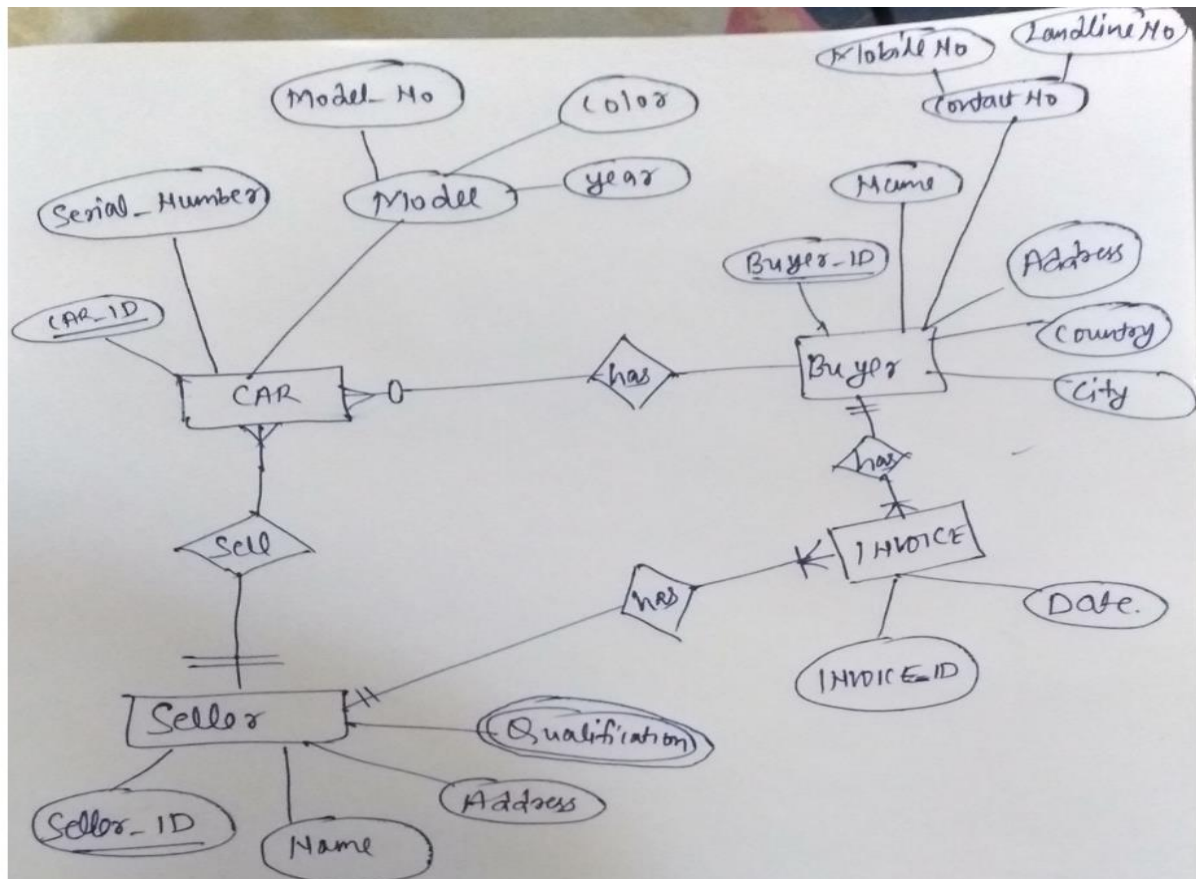 Mobile No
Landline No
Contact No
Model_No
Color
Model
year
Serial_Number
Name
Buyer_ID
Address
Country
City
CAR_ID
CAR
has
Buyer
has
INVOICE
Sell
has
Date.
INVOICE_ID
Seller
Qualification
Address
Seller_ID
Name